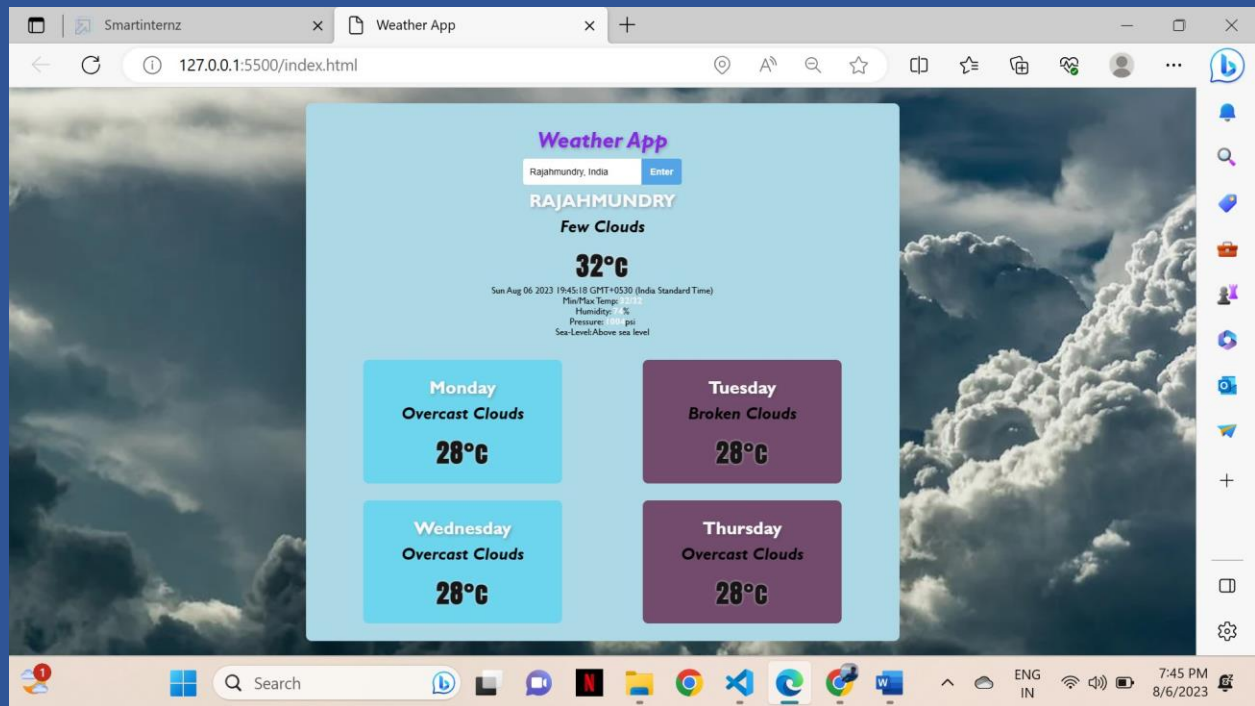 Smartinternz
Weather App
127.0.0.1:5500/index.html
Weather App
Rajahmundry, India Enter
RAJAHMUNDRY
Few Clouds
32°c
Sun Aug 06 2023 19:45:18 GMT+0530 (India Standard Time)
Min/Max Temp: 32/32
Humidity: %
Pressure: psi
Sea-Level:Above sea level
Monday
Overcast Clouds
28°c
Tuesday
Broken Clouds
28°c
Wednesday
Overcast Clouds
28°c
Thursday
Overcast Clouds
28°c
1
Search
ENG
IN
7:45 PM
8/6/2023